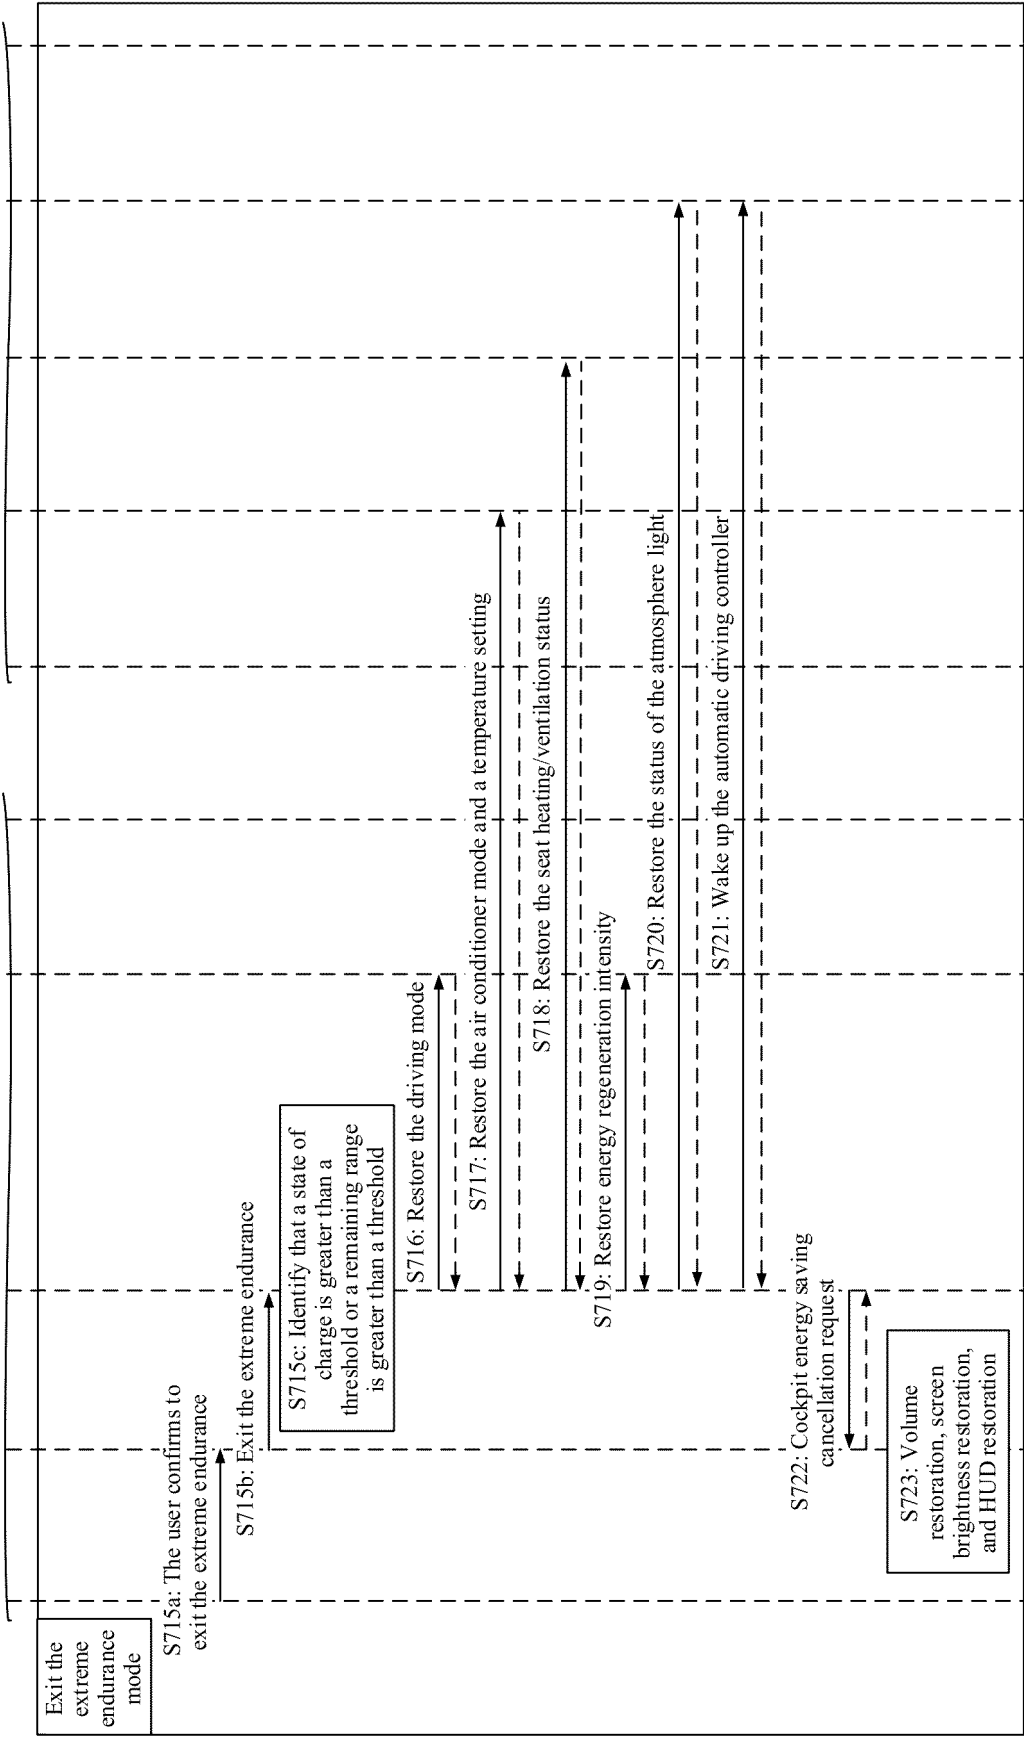 Exit the
extreme
endurance
mode
S715a: The user confirms to
exit the extreme endurance
S715b: Exit the extreme endurance
S715c: Identify that a state of
charge is greater than a
threshold or a remaining range
is greater than a threshold
S716: Restore the driving mode
S717: Restore the air conditioner mode and a temperature setting
S718: Restore the seat heating/ventilation status
S719: Restore energy regeneration intensity
S720: Restore the status of the atmosphere light
S721: Wake up the automatic driving controller
S722: Cockpit energy saving
cancellation request
S723: Volume
restoration, screen
brightness restoration,
and HUD restoration